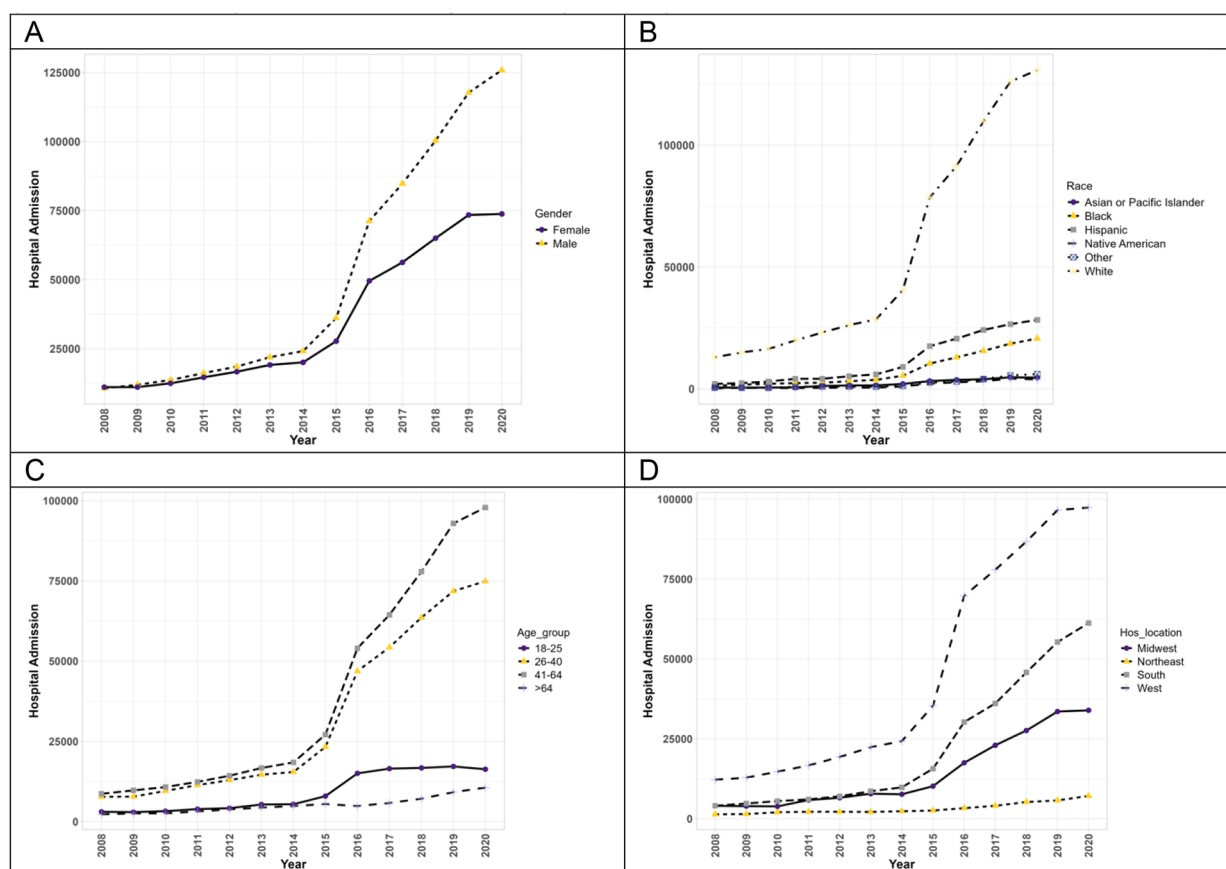 A
125000
100000
75000
50000
25000
Hospital Admission
2008 2009 2010 2011 2012 2013 2014 2015 2016 2017 2018 2019 2020
Year
Gender
Female
Male
B
100000
50000
0
Hospital Admission
2008 2009 2010 2011 2012 2013 2014 2015 2016 2017 2018 2019 2020
Year
Race
Asian or Pacific Islander
Black
Hispanic
Native American
Other
White
C
100000
75000
50000
25000
0
Hospital Admission
2008 2009 2010 2011 2012 2013 2014 2015 2016 2017 2018 2019 2020
Year
Age_group
18-25
26-40
41-64
>64
D
100000
75000
50000
25000
0
Hospital Admission
2008 2009 2010 2011 2012 2013 2014 2015 2016 2017 2018 2019 2020
Year
Hos_location
Midwest
Northeast
South
West